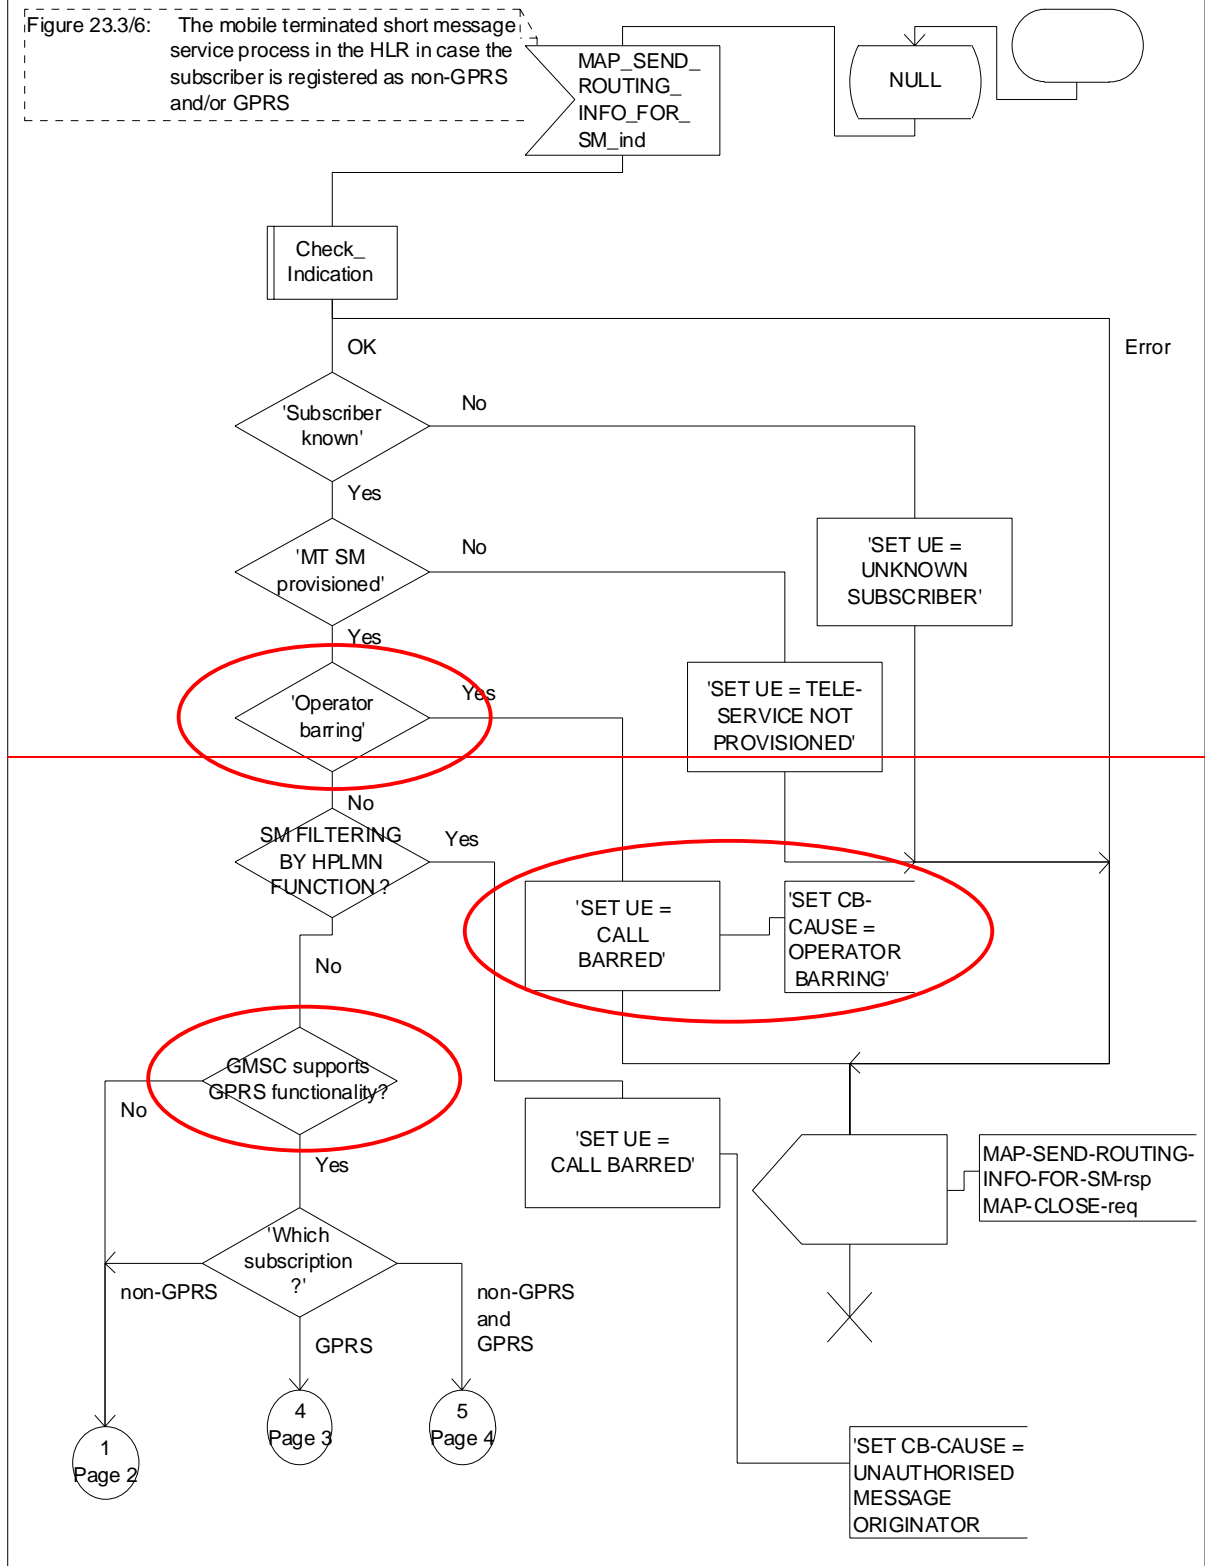 Figure 23.3/6: The mobile terminated short message
service process in the HLR in case the
subscriber is registered as non-GPRS
and/or GPRS
MAP_SEND_
ROUTING_
INFO_FOR_
SM_ind
NULL
Check_
Indication
OK
Error
'Subscriber
known'
No
Yes
'MT SM
provisioned'
No
'SET UE =
UNKNOWN
SUBSCRIBER'
Yes
'Operator
barring'
Yes
'SET UE = TELE-
SERVICE NOT
PROVISIONED'
No
SM FILTERING
BY HPLMN
FUNCTION ?
Yes
'SET UE =
CALL
BARRED'
'SET CB-
CAUSE =
OPERATOR
BARRING'
No
GMSC supports
GPRS functionality?
No
Yes
'SET UE =
CALL BARRED'
MAP-SEND-ROUTING-
INFO-FOR-SM-rsp
MAP-CLOSE-req
'Which
subscription
?'
non-GPRS
GPRS
non-GPRS
and
GPRS
1
Page 2
4
Page 3
5
Page 4
'SET CB-CAUSE =
UNAUTHORISED
MESSAGE
ORIGINATOR